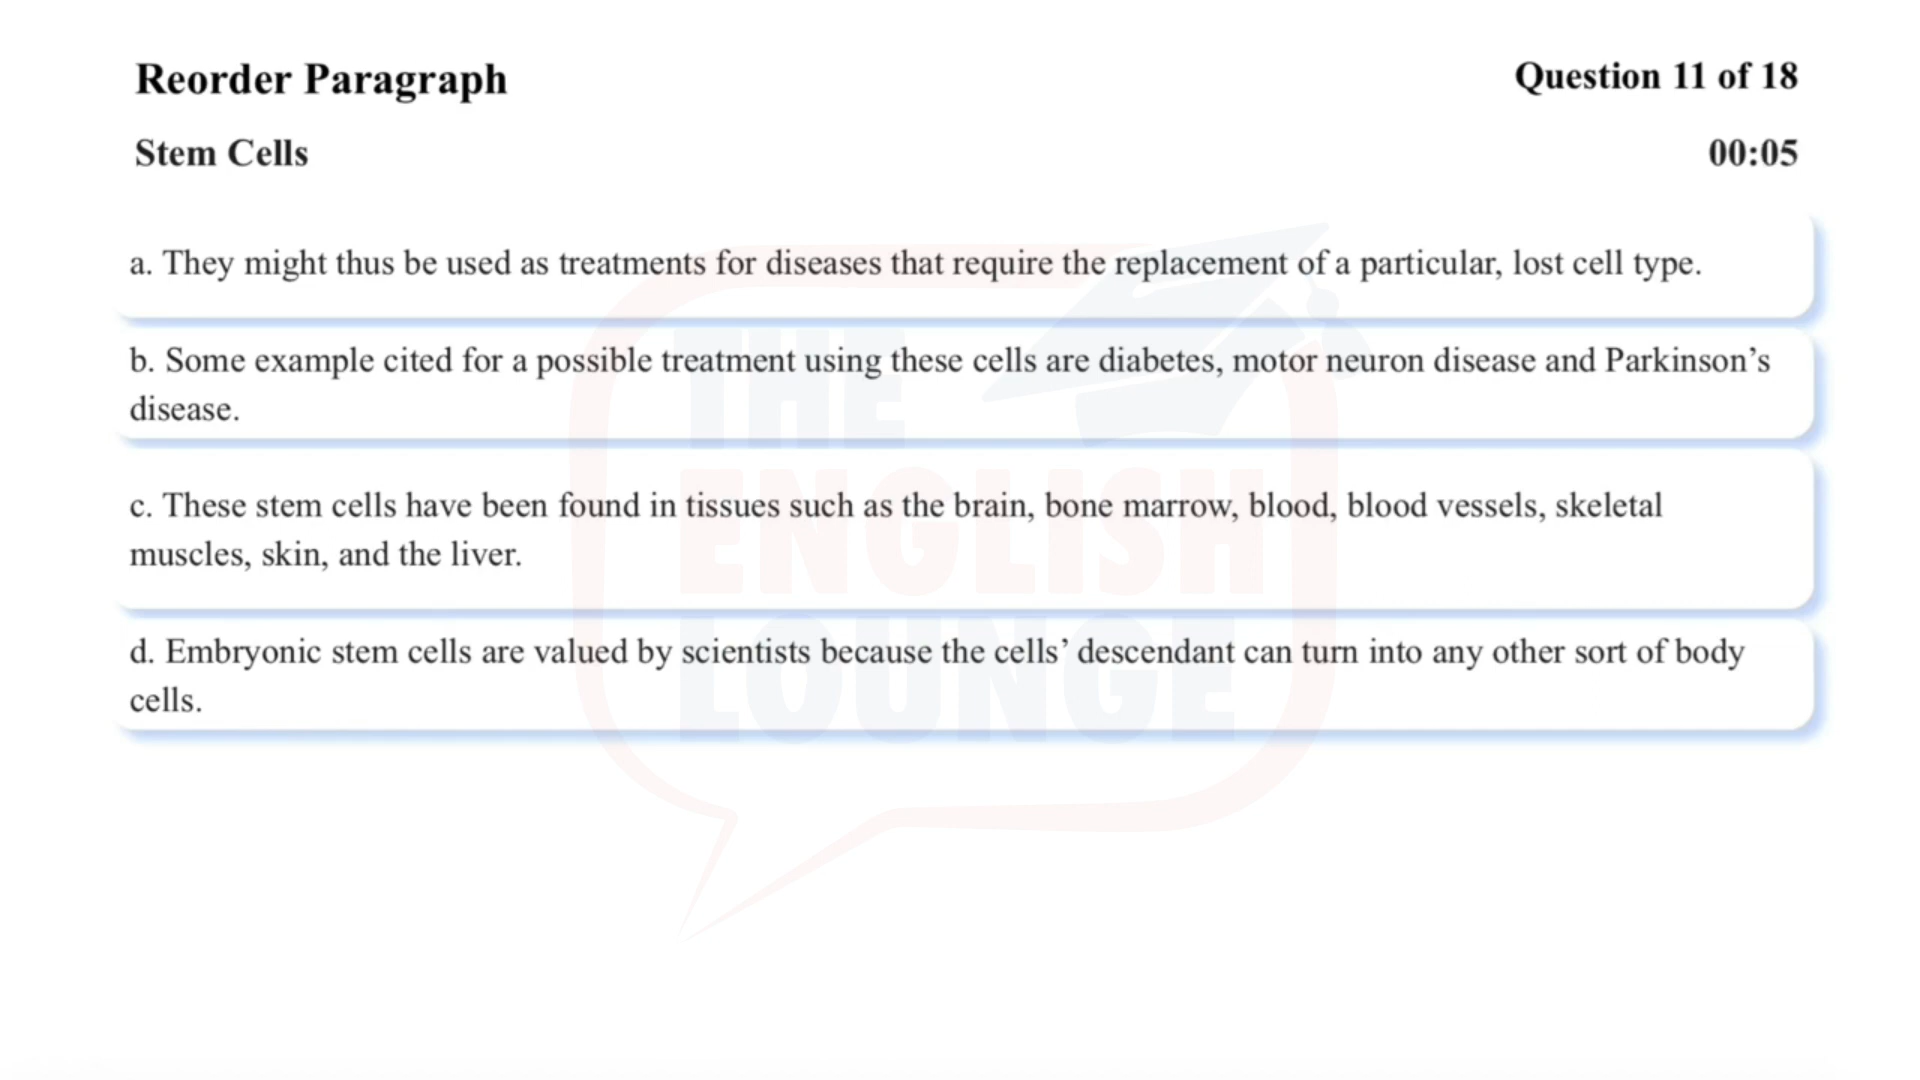 Reorder Paragraph
Question 11 of 18
Stem Cells
00:05
a. They might thus be used as treatments for diseases that require the replacement of a particular, lost cell type.
b. Some example cited for a possible treatment using these cells are diabetes, motor neuron disease and Parkinson’s
disease.
c. These stem cells have been found in tissues such as the brain, bone marrow, blood, blood vessels, skeletal
muscles, skin, and the liver.
d. Embryonic stem cells are valued by scientists because the cells’ descendant can turn into any other sort of body
cells.
THE
ENGLISH
LOUNGE